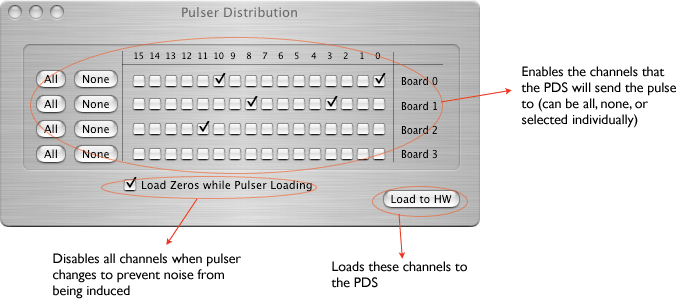 Pulser Distribution
15 14 13 12 11 10 9 8 7 6 5 4 3 2 1 0
All None Board 0
All None Board 1
All None Board 2
All None Board 3
Load Zeros while Pulser Loading
Load to HW
Enables the channels that
the PDS will send the pulse
to (can be all, none, or
selected individually)
Disables all channels when pulser
changes to prevent noise from
being induced
Loads these channels to
the PDS